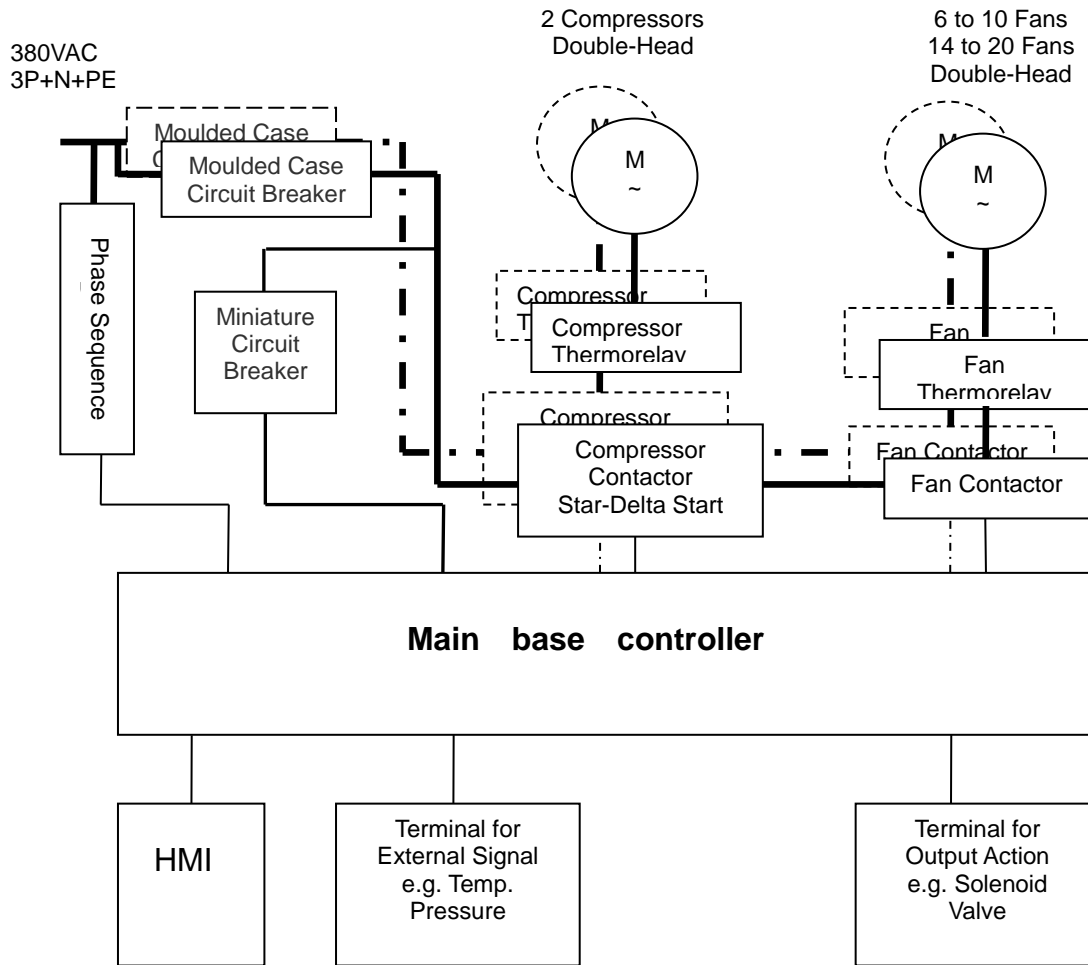 2 Compressors
Double-Head
6 to 10 Fans
14 to 20 Fans
Double-Head
380VAC
3P+N+PE
Moulded Case
Moulded Case
Circuit Breaker
M
M
~
M
M
~
Phase Sequence
Miniature
Circuit
Breaker
Compressor
Compressor
Thermorelay
Fan
Fan
Thermorelay
Compressor
Compressor
Contactor
Star-Delta Start
Fan Contactor
Fan Contactor
Main base controller
HMI
Terminal for
External Signal
e.g. Temp.
Pressure
Terminal for
Output Action
e.g. Solenoid
Valve